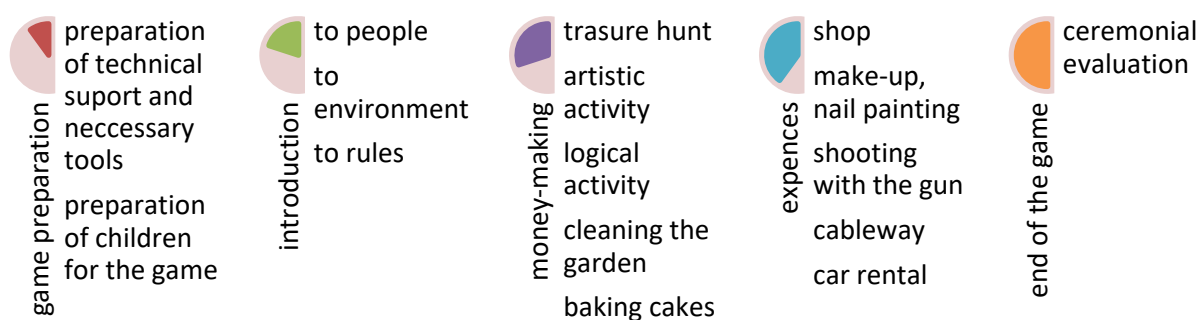 game preparation
preparation
of technical
suport and
neccessary
tools
preparation
of children
for the game
introduction
to people
to
environment
to rules
money-making
trasure hunt
artistic
activity
logical
activity
cleaning the
garden
baking cakes
expences
shop
make-up,
nail painting
shooting
with the gun
cableway
car rental
end of the game
ceremonial
evaluation